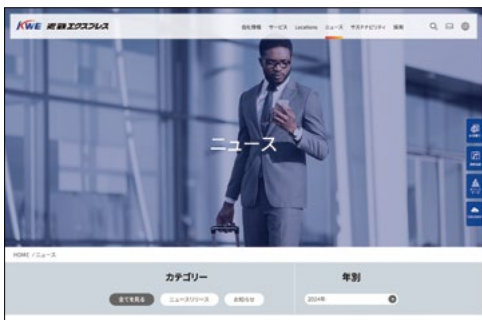 KWE 近鉄エクスプレス
会社情報 サービス Locations ニュース サステナビリティ 採用
ニュース
HOME / ニュース
カテゴリー
年別
全てを見る ニュースリリース お知らせ
2024年